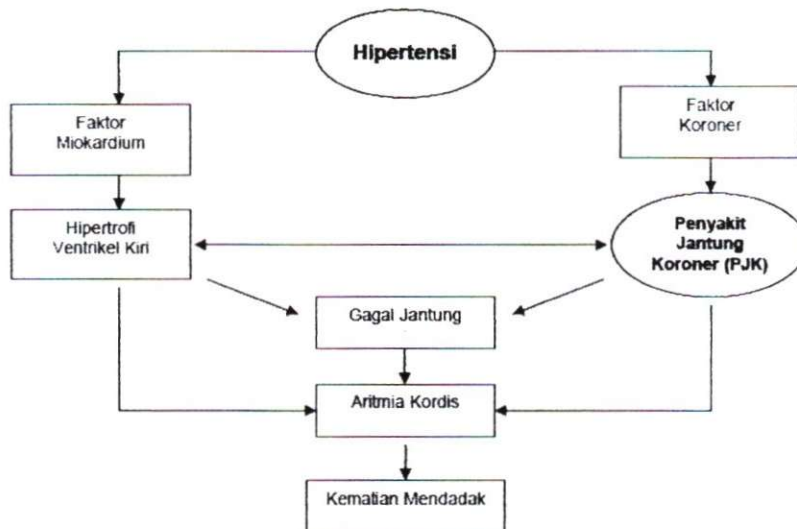 Hipertensi
Faktor
Miokardium
Faktor
Koroner
Hipertrofi
Ventrikel Kiri
Penyakit
Jantung
Koroner (PJK)
Gagal Jantung
Aritmia Kordis
Kematian Mendadak